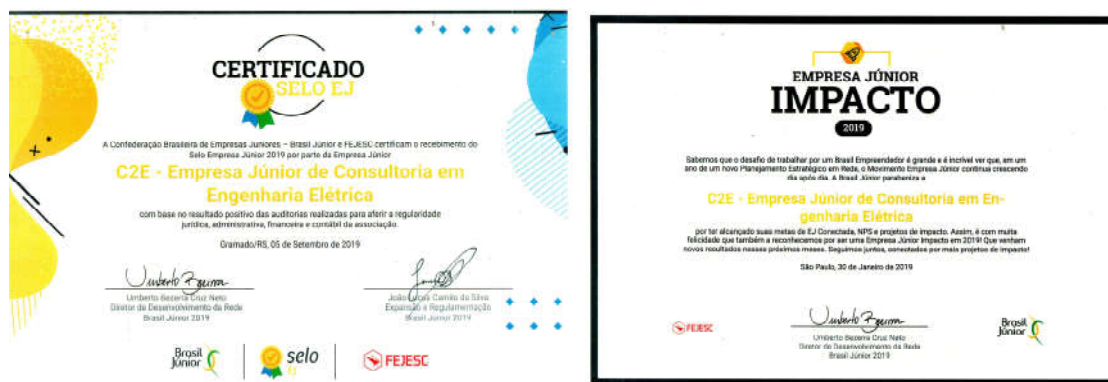 CERTIFICADO
SELO EJ
A Confederação Brasileira de Empresas Juniores – Brasil Júnior e FEJESC certificam o recebimento do
Selo Empresa Júnior 2019 por parte da Empresa Júnior
C2E - Empresa Júnior de Consultoria em
Engenharia Elétrica
com base no resultado positivo das auditorias realizadas para aferir a regularidade
jurídica, administrativa, financeira e contábil da associação.
Gramado/RS, 05 de Setembro de 2019
Umberto Bezerra Cruz Neto
Diretor de Desenvolvimento da Rede
Brasil Júnior 2019
João Lucas Camilo da Silva
Expansão e Regulamentação
Brasil Júnior 2019
Brasil
Júnior
selo
EJ
FEJESC
EMPRESA JÚNIOR
IMPACTO
2019
Sabemos que o desafio de trabalhar por um Brasil Empreendedor é grande e é incrível ver que, em um
ano de um novo Planejamento Estratégico em Rede, o Movimento Empresa Júnior continua crescendo
dia após dia. A Brasil Júnior parabeniza a
C2E - Empresa Júnior de Consultoria em En-
genharia Elétrica
por ter alcançado suas metas de EJ Conectada, NPS e projetos de impacto. Assim, é com muita
felicidade que também a reconhecemos por ser uma Empresa Júnior Impacto em 2019! Que venham
novos resultados nesses próximos meses. Seguimos juntos, conectados por mais projetos de impacto!
São Paulo, 30 de Janeiro de 2019
FEJESC
Umberto Bezerra Cruz Neto
Diretor de Desenvolvimento da Rede
Brasil Júnior 2019
Brasil
Júnior